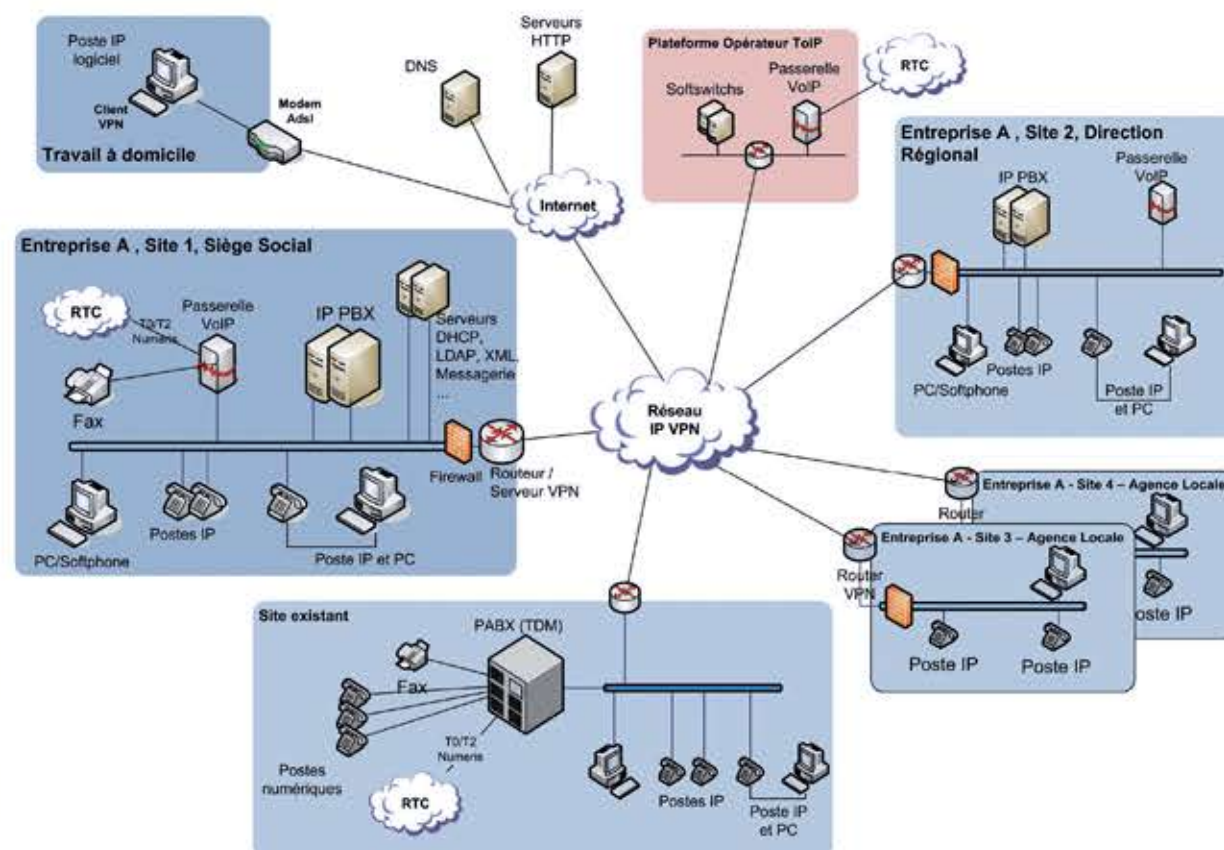 Poste IP
logiciel
Client
VPN
Modem
Adsl
Travail à domicile
DNS
Serveurs
HTTP
Internet
Plateforme Opérateur ToIP
Softswitchs
Passerelle
VoIP
RTC
Entreprise A , Site 2, Direction
Régional
IP PBX
Passerelle
VoIP
PC/Softphone
Postes IP
Poste IP
et PC
Entreprise A , Site 1, Siège Social
RTC
T0/T2
Numeris
Passerelle
VoIP
Fax
IP PBX
Serveurs
DHCP,
LDAP, XML,
Messagerie
...
Firewall
Routeur /
Serveur VPN
PC/Softphone
Postes IP
Poste IP et PC
Réseau
IP VPN
Entreprise A - Site 4 – Agence Locale
Router
oste IP
Entreprise A - Site 3 – Agence Locale
Router
VPN
Poste IP
Poste IP
Site existant
PABX (TDM)
Fax
T0/T2
Numeris
Postes
numériques
RTC
Postes IP
Poste IP
et PC